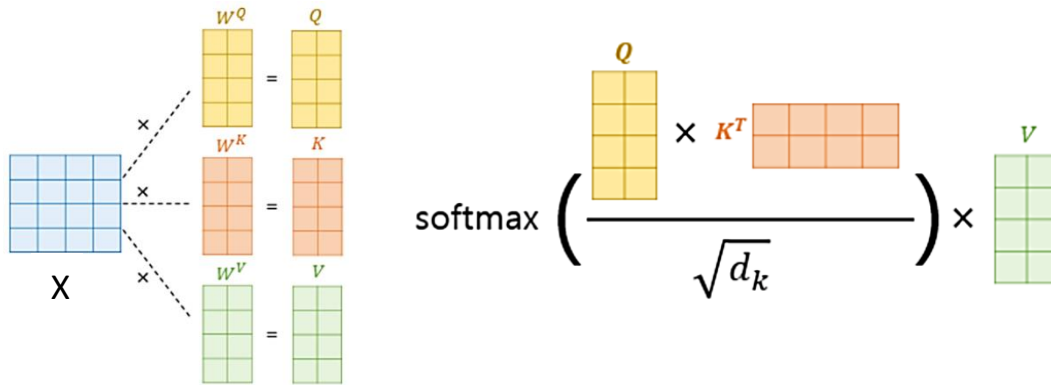 W^Q Q
× =
W^K K
X × =
W^V V
× =
Q
× K^T
V
softmax ( ) ×
√d_k